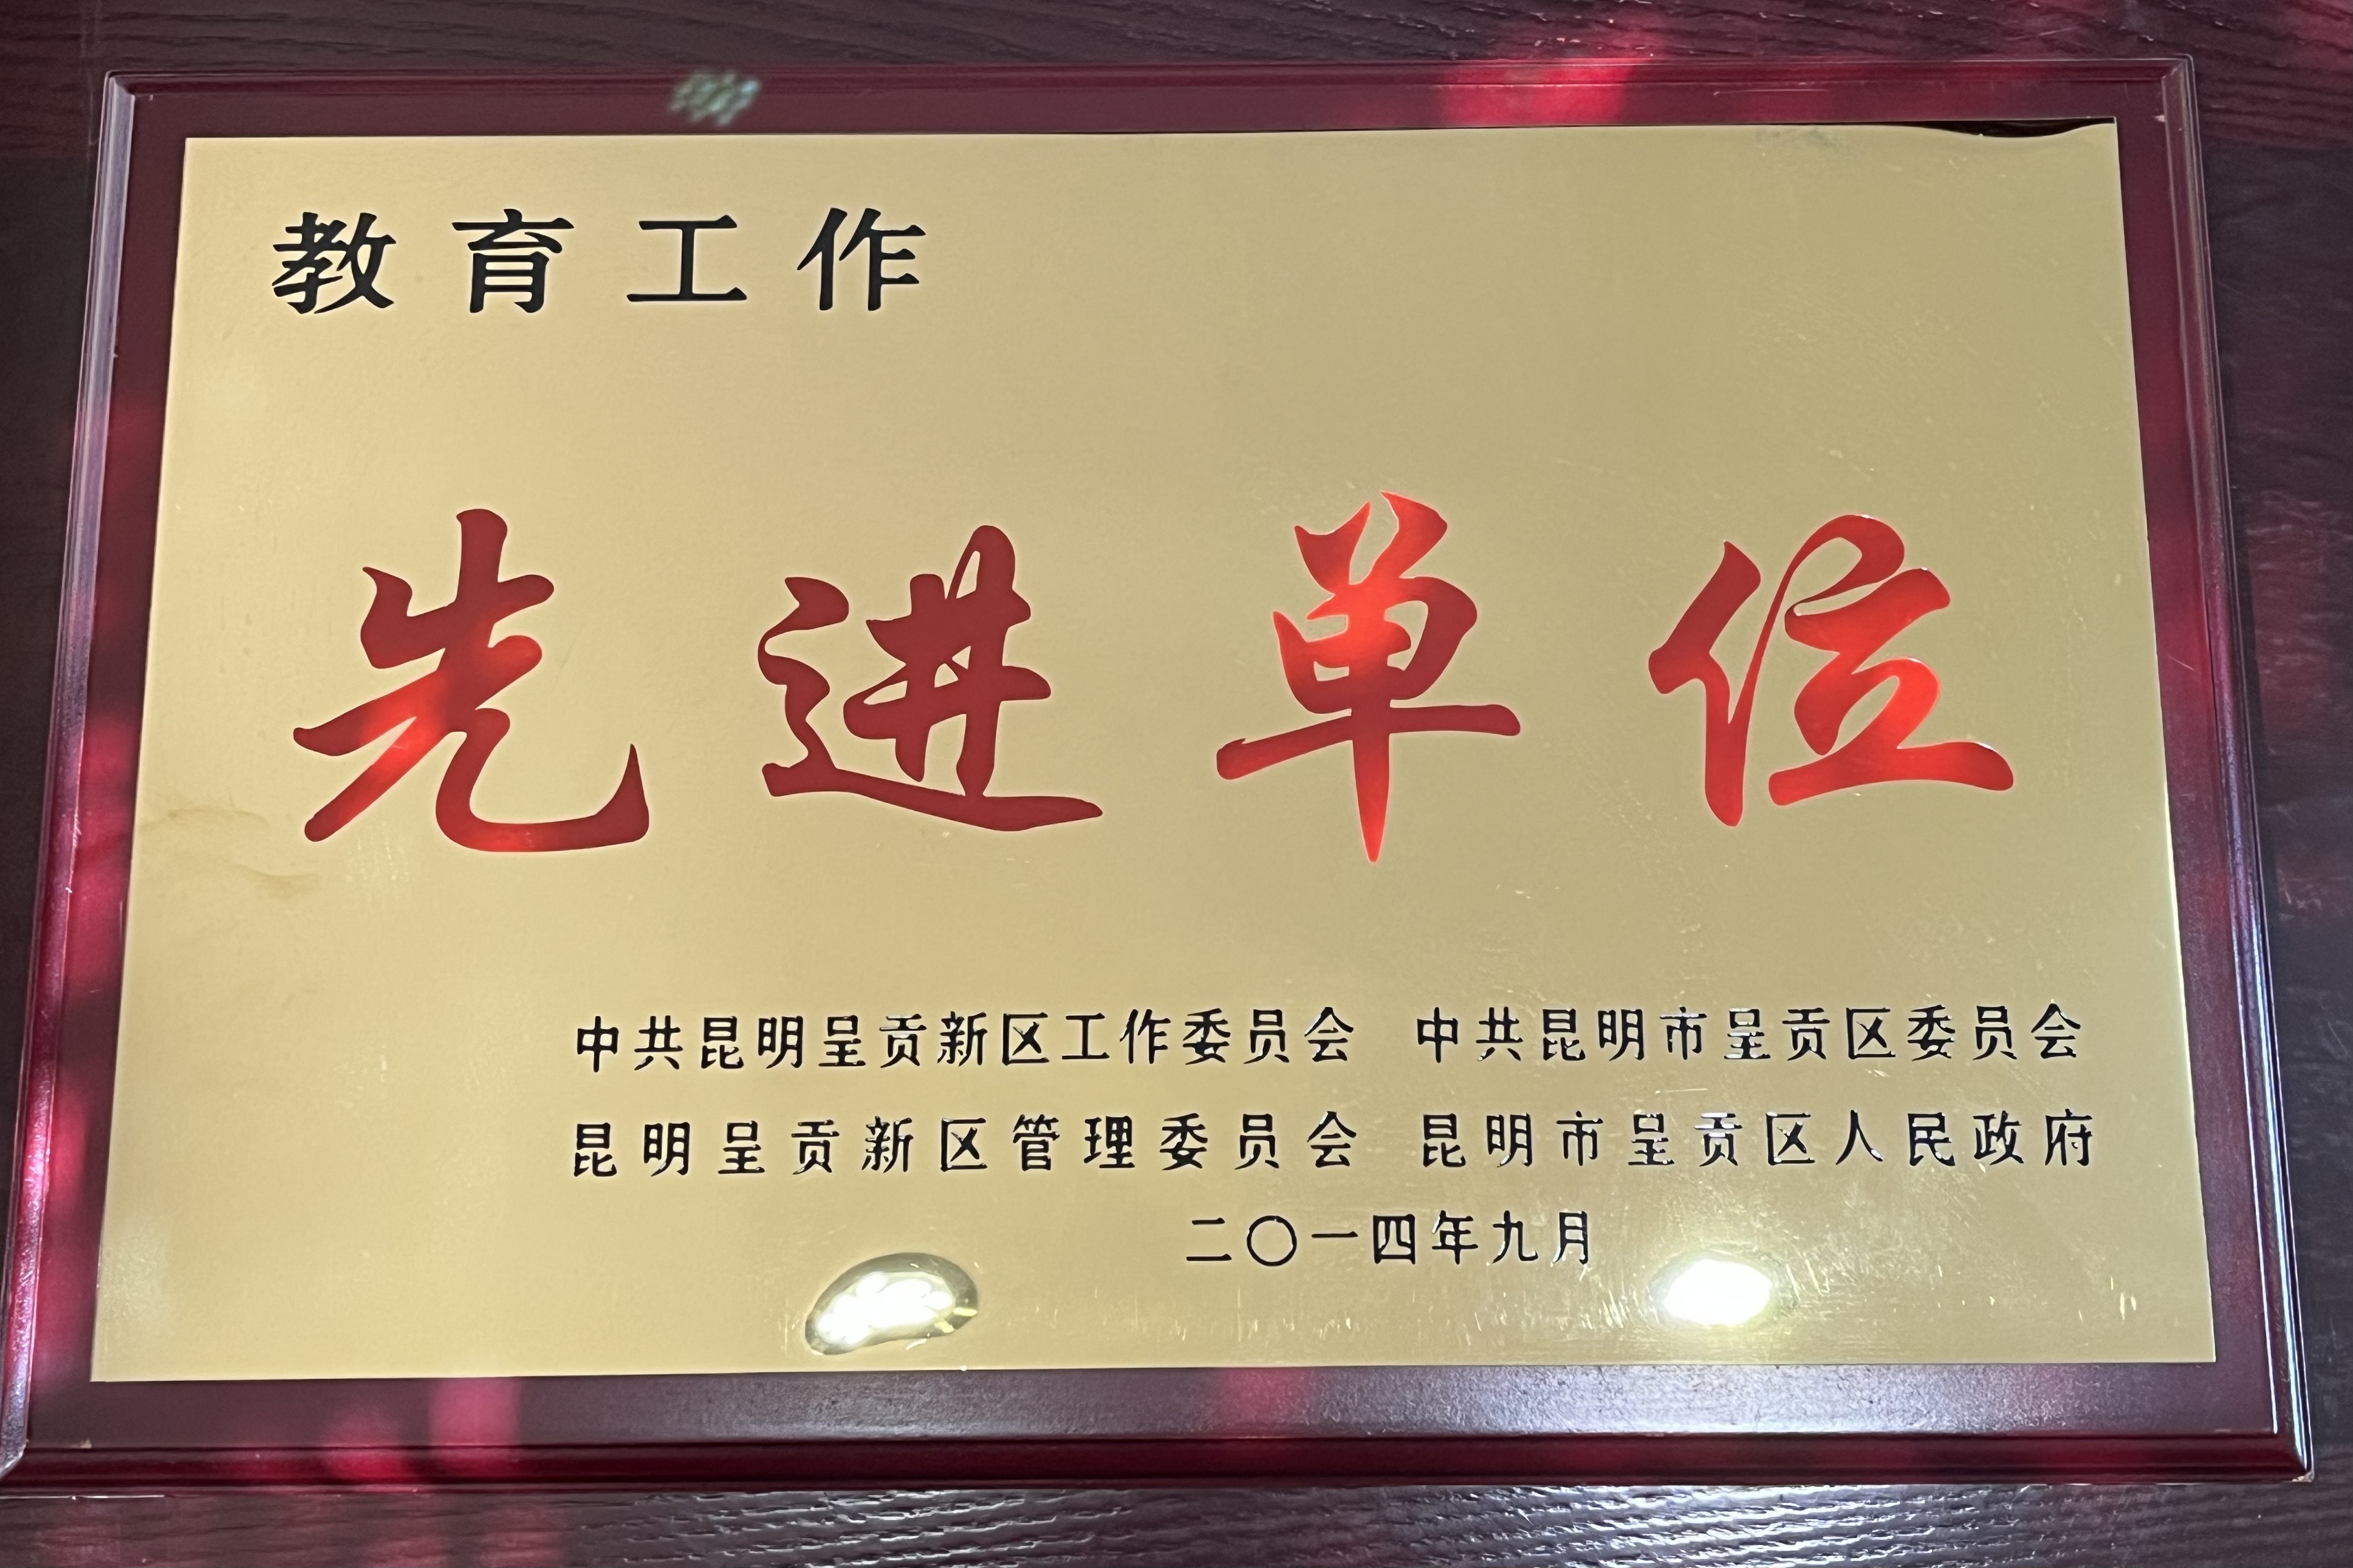 教育工作
先进单位
中共昆明呈贡新区工作委员会 中共昆明市呈贡区委员会
昆明呈贡新区管理委员会 昆明市呈贡区人民政府
二〇一四年九月